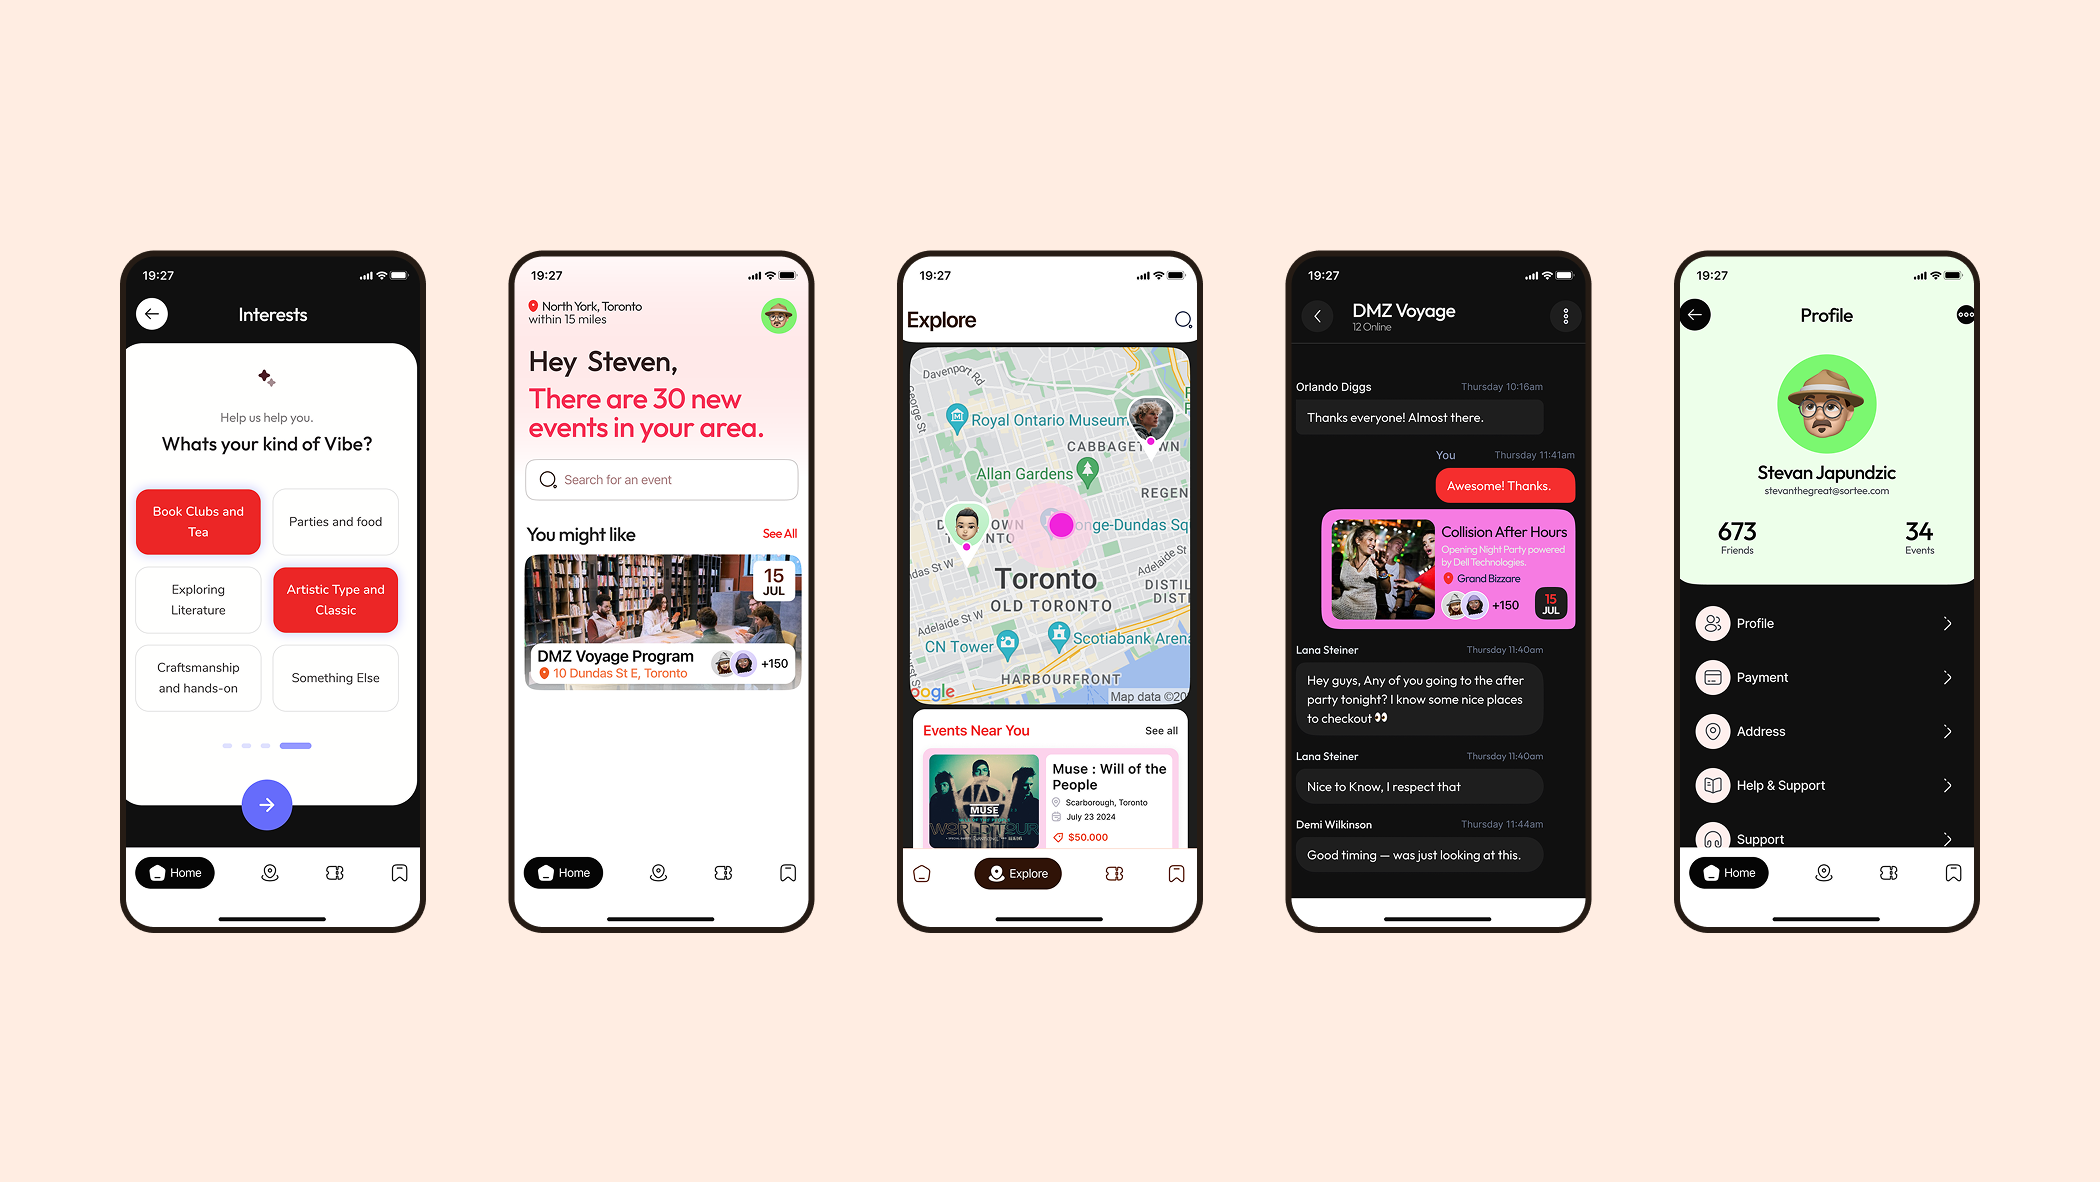 19:27
Interests
Help us help you.
Whats your kind of Vibe?
Book Clubs and
Tea
Parties and food
Exploring
Literature
Artistic Type and
Classic
Craftsmanship
and hands-on
Something Else
Home
19:27
North York, Toronto
within 15 miles
Hey Steven,
There are 30 new
events in your area.
Search for an event
You might like
See All
15
JUL
DMZ Voyage Program
10 Dundas St E, Toronto
+150
Home
19:27
Explore
Davenport Rd
George St
Royal Ontario Museum
CABBAGETOWN
Allan Gardens
REGEN
DOWNTOWN
TORONTO
onge-Dundas Sq
das St W
Adelaide St
Toronto
DISTIL
DIST
OLD TORONTO
Adelaide St W
CN Tower
Scotiabank Arena
HARBOURFRONT
oogle
Map data ©20
Events Near You
See all
MUSE
WORLD TOUR
Muse : Will of the
People
Scarborough, Toronto
July 23 2024
$50.000
Explore
19:27
DMZ Voyage
12 Online
Orlando Diggs
Thursday 10:16am
Thanks everyone! Almost there.
You
Thursday 11:41am
Awesome! Thanks.
Collision After Hours
Opening Night Party powered
by Dell Technologies.
Grand Bizzare
+150
15
JUL
Lana Steiner
Thursday 11:40am
Hey guys, Any of you going to the after
party tonight? I know some nice places
to checkout 👀
Lana Steiner
Thursday 11:40am
Nice to Know, I respect that
Demi Wilkinson
Thursday 11:44am
Good timing — was just looking at this.
19:27
Profile
Stevan Japundzic
stevanthegreat@sortee.com
673
Friends
34
Events
Profile
Payment
Address
Help & Support
Support
Home